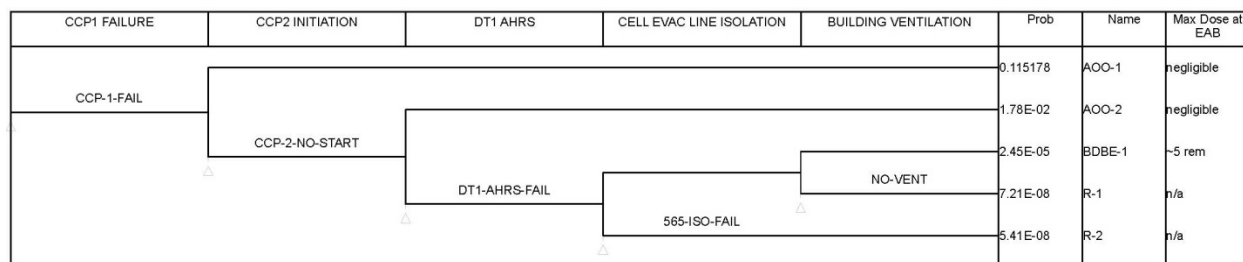 CCP1 FAILURE CCP2 INITIATION DT1 AHRS CELL EVAC LINE ISOLATION BUILDING VENTILATION Prob Name Max Dose at
EAB
0.115178 AOO-1 negligible
CCP-1-FAIL
1.78E-02 AOO-2 negligible
CCP-2-NO-START
2.45E-05 BDBE-1 ~5 rem
NO-VENT
DT1-AHRS-FAIL
7.21E-08 R-1 n/a
565-ISO-FAIL
5.41E-08 R-2 n/a